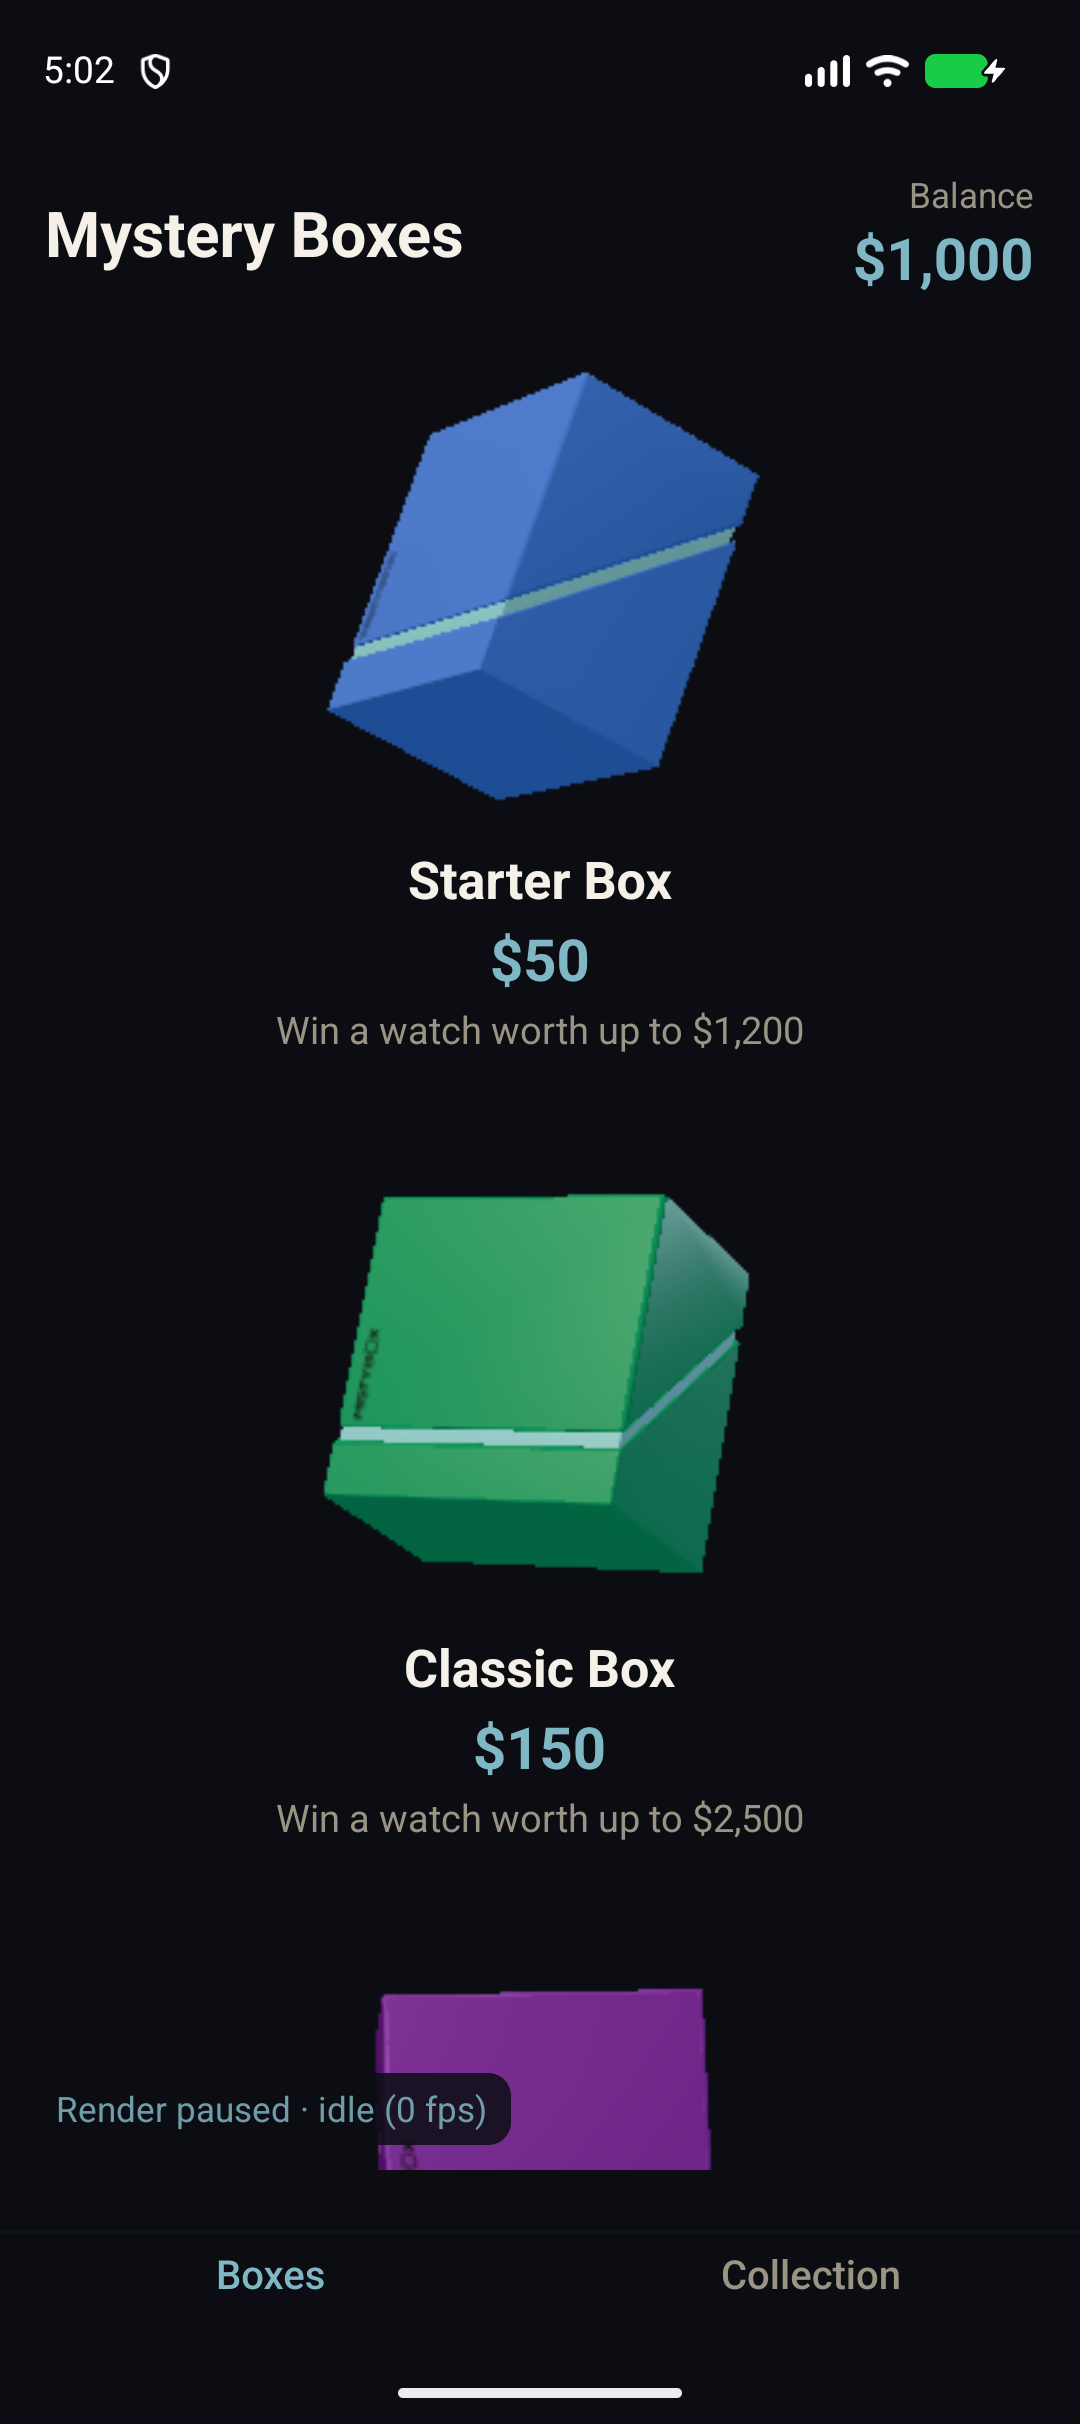 5:02
Balance
Mystery Boxes
$1,000
Starter Box
$50
Win a watch worth up to $1,200
Classic Box
$150
Win a watch worth up to $2,500
Render paused · idle (0 fps)
Boxes
Collection